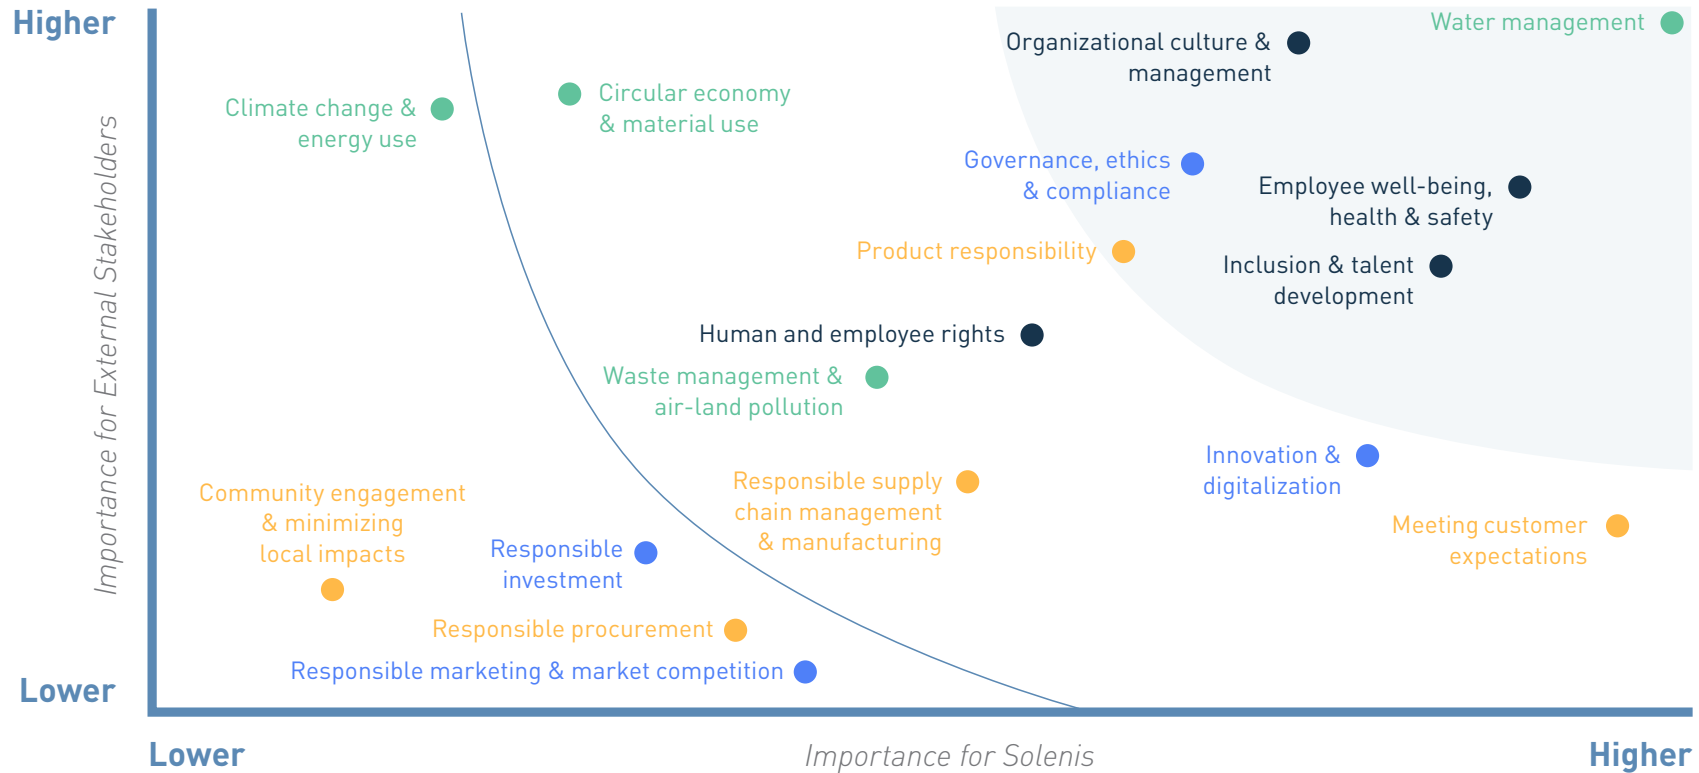 Higher
Water management
Organizational culture &
management
Climate change &
energy use
Circular economy
& material use
Governance, ethics
& compliance
Employee well-being,
health & safety
Product responsibility
Inclusion & talent
development
Human and employee rights
Waste management &
air-land pollution
Importance for External Stakeholders
Innovation &
digitalization
Responsible supply
chain management
& manufacturing
Community engagement
& minimizing
local impacts
Meeting customer
expectations
Responsible
investment
Responsible procurement
Responsible marketing & market competition
Lower
Lower
Importance for Solenis
Higher